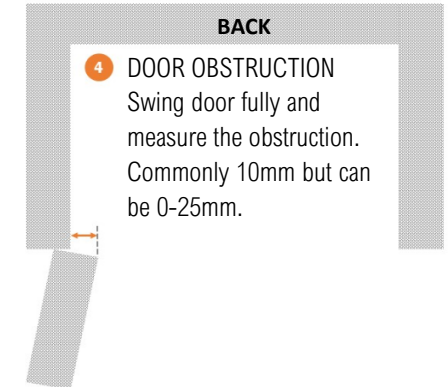 BACK
4 DOOR OBSTRUCTION
Swing door fully and
measure the obstruction.
Commonly 10mm but can
be 0-25mm.